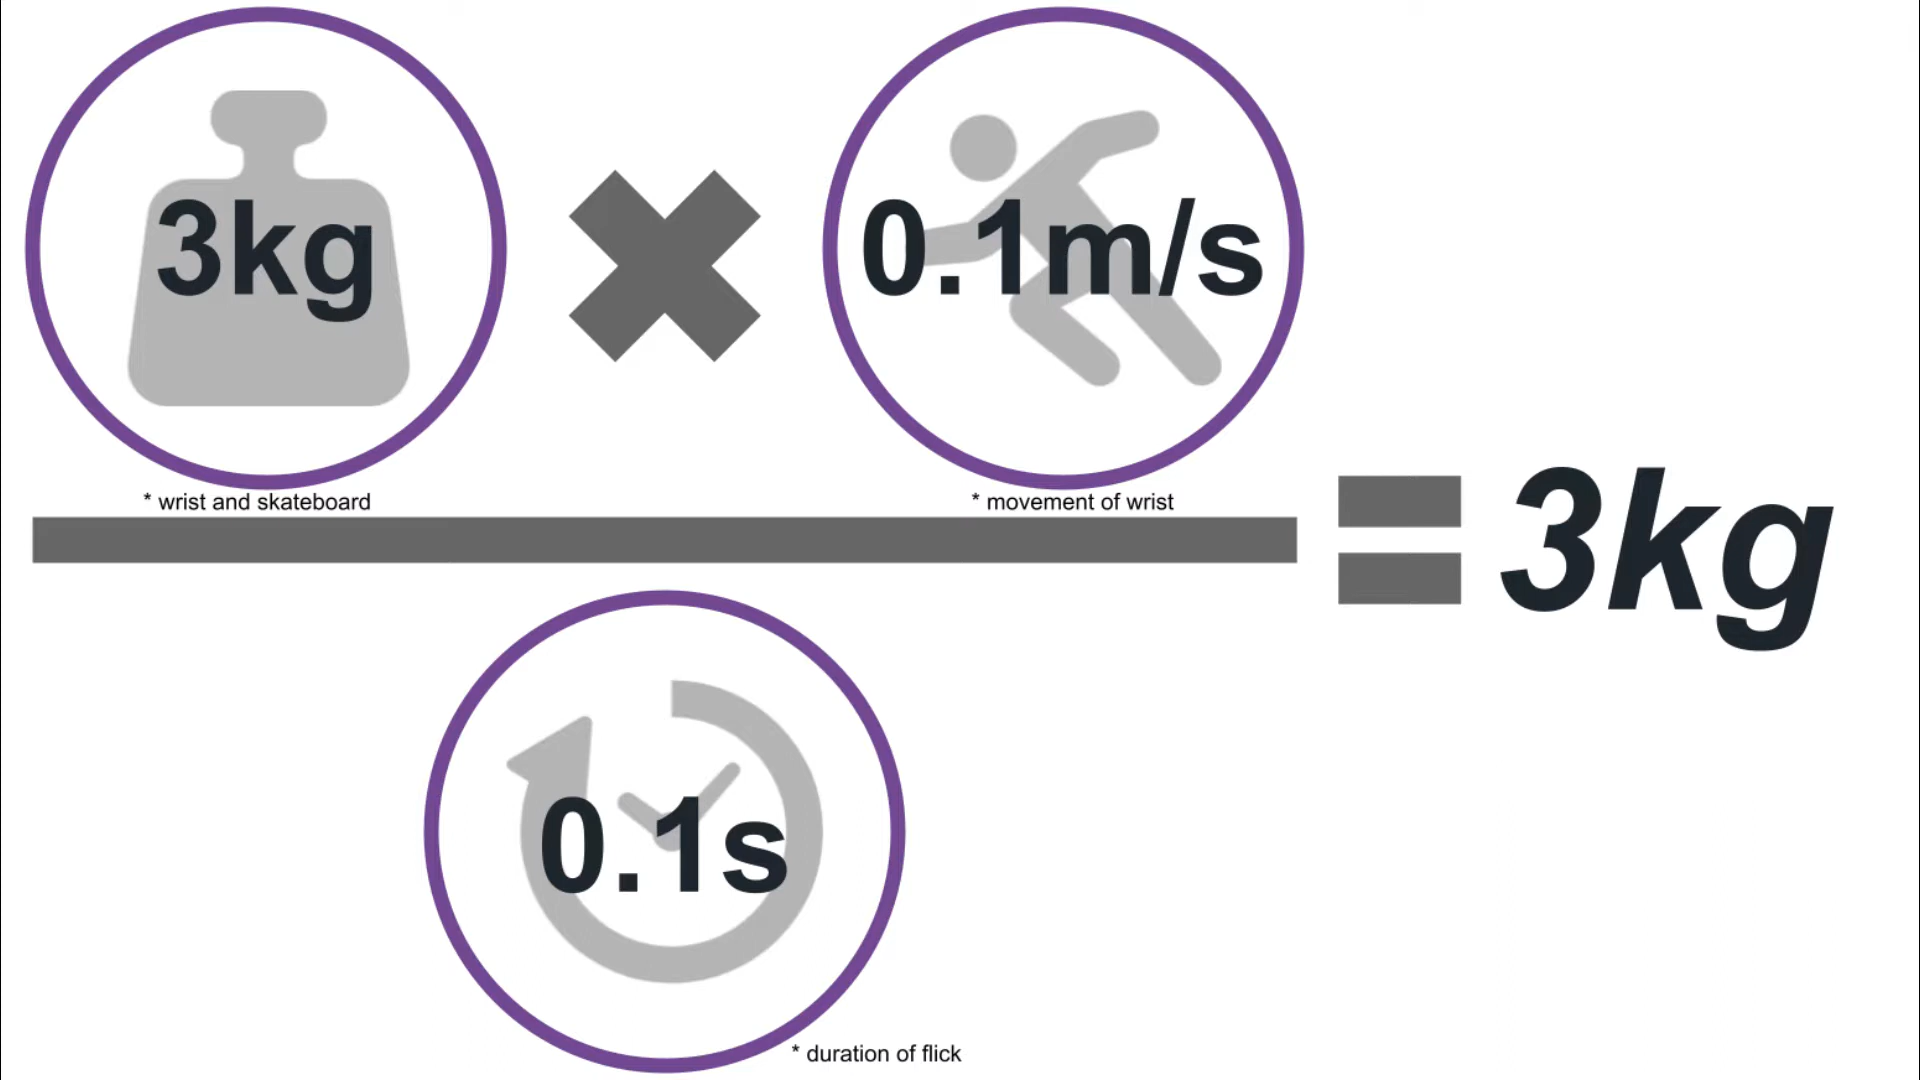 3kg
0.1m/s
* wrist and skateboard
* movement of wrist
3kg
0.1s
* duration of flick